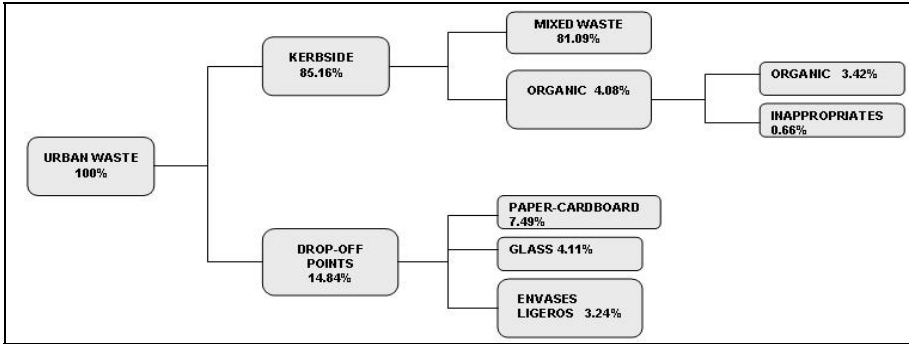 URBAN WASTE
100%
KERBSIDE
85.16%
MIXED WASTE
81.09%
ORGANIC 4.08%
ORGANIC 3.42%
INAPPROPRIATES
0.66%
DROP-OFF
POINTS
14.84%
PAPER-CARDBOARD
7.49%
GLASS 4.11%
ENVASES
LIGEROS 3.24%